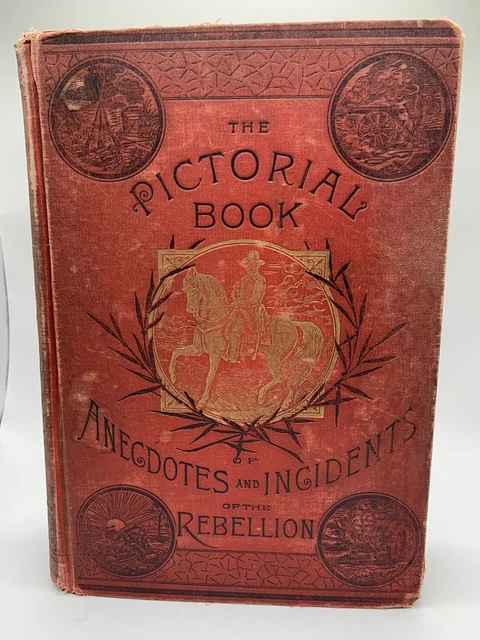 THE
PICTORIAL
BOOK
OF
ANECDOTES AND INCIDENTS
OF THE
REBELLION